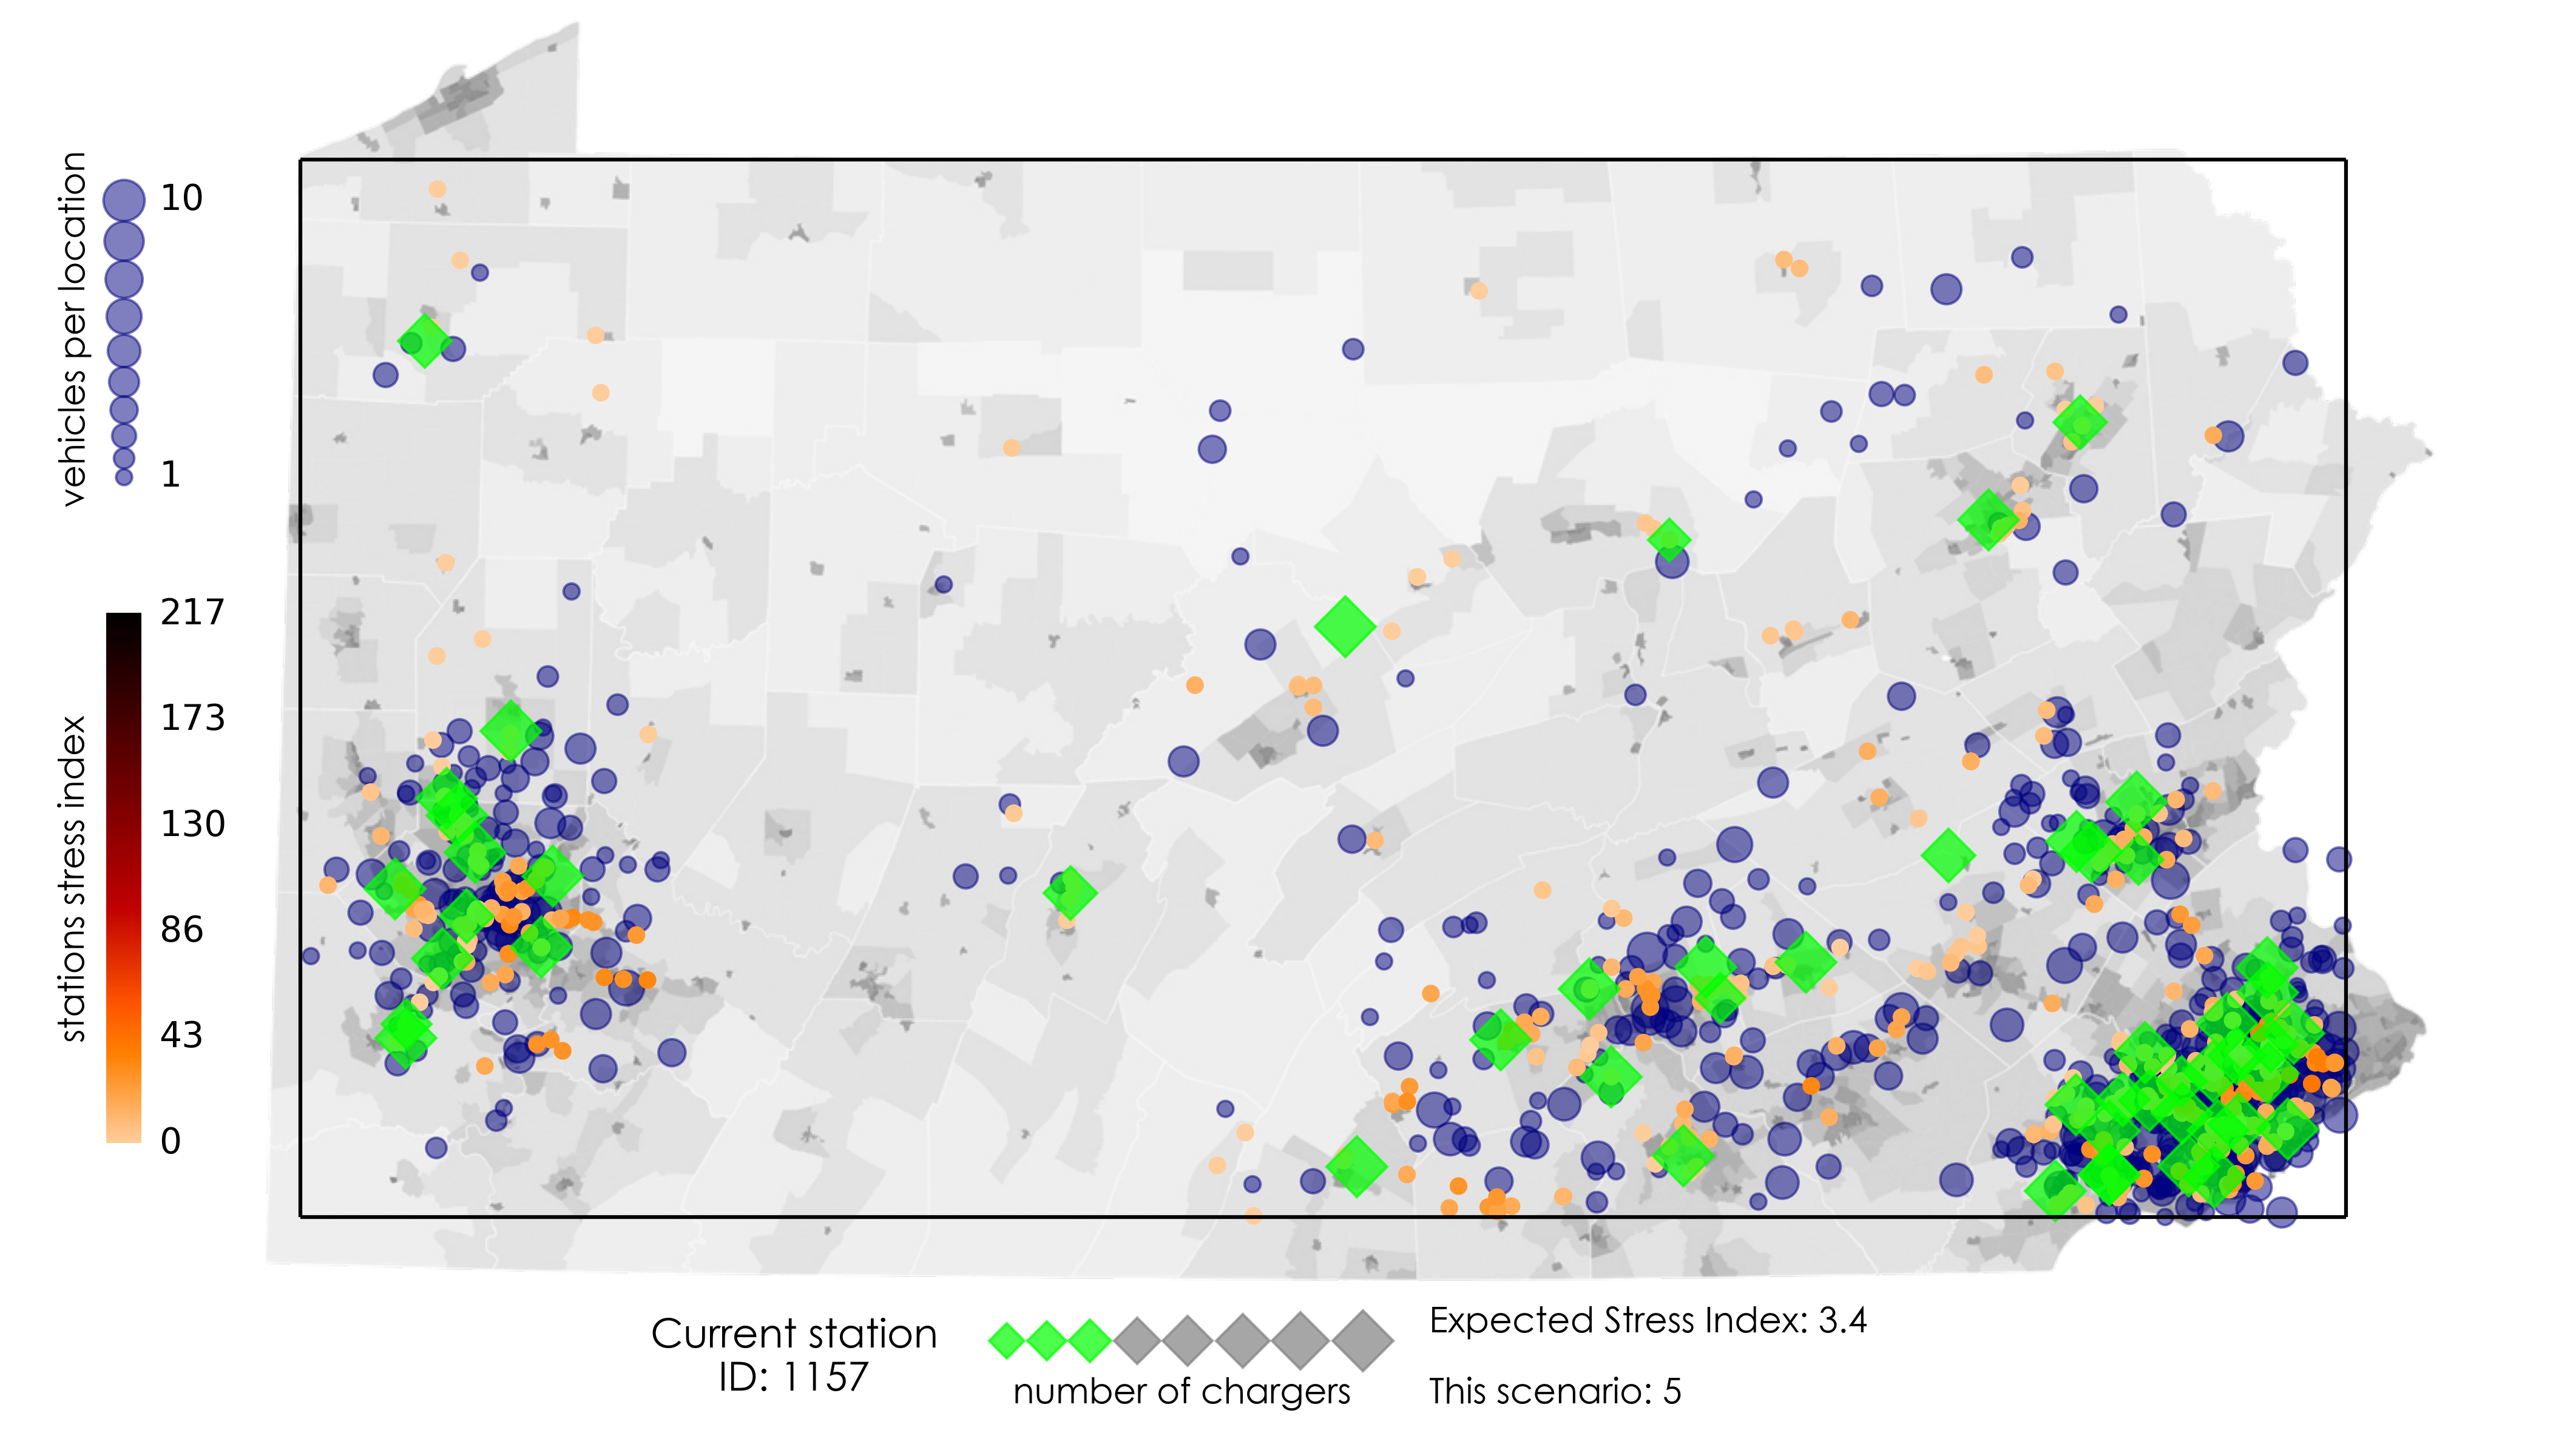 vehicles per location
10
1
stations stress index
217
173
130
86
43
0
Current station
ID: 1157
number of chargers
Expected Stress Index: 3.4
This scenario: 5